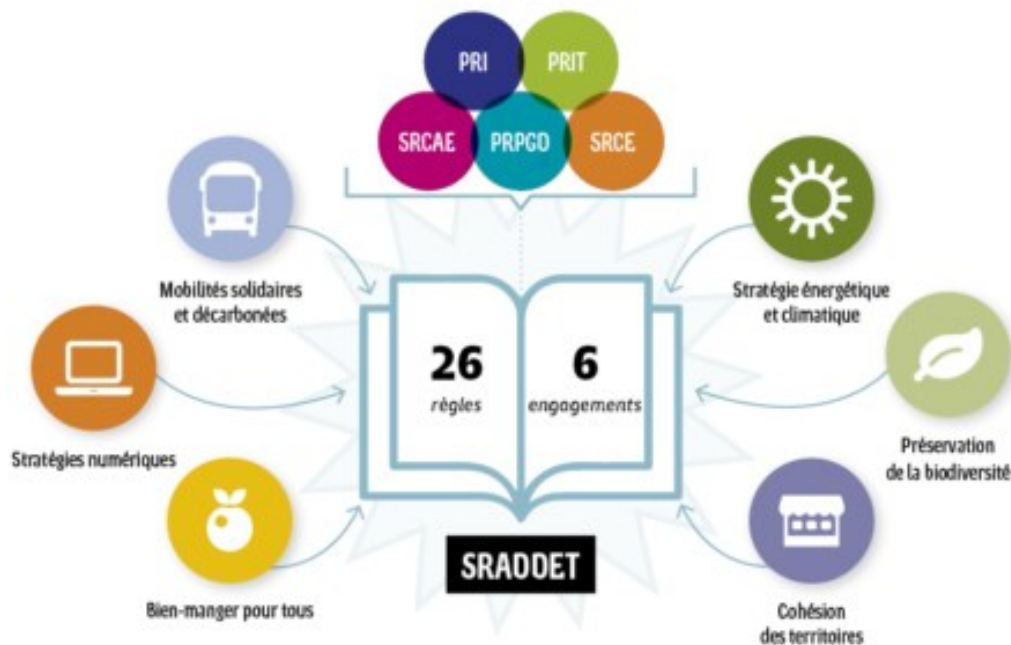 PRI
PRIT
SRCAE
PRPGD
SRCE
Mobilités solidaires
et décarbonées
Stratégie énergétique
et climatique
26
règles
6
engagements
Stratégies numériques
Préservation
de la biodiversité
Bien-manger pour tous
SRADDET
Cohésion
des territoires